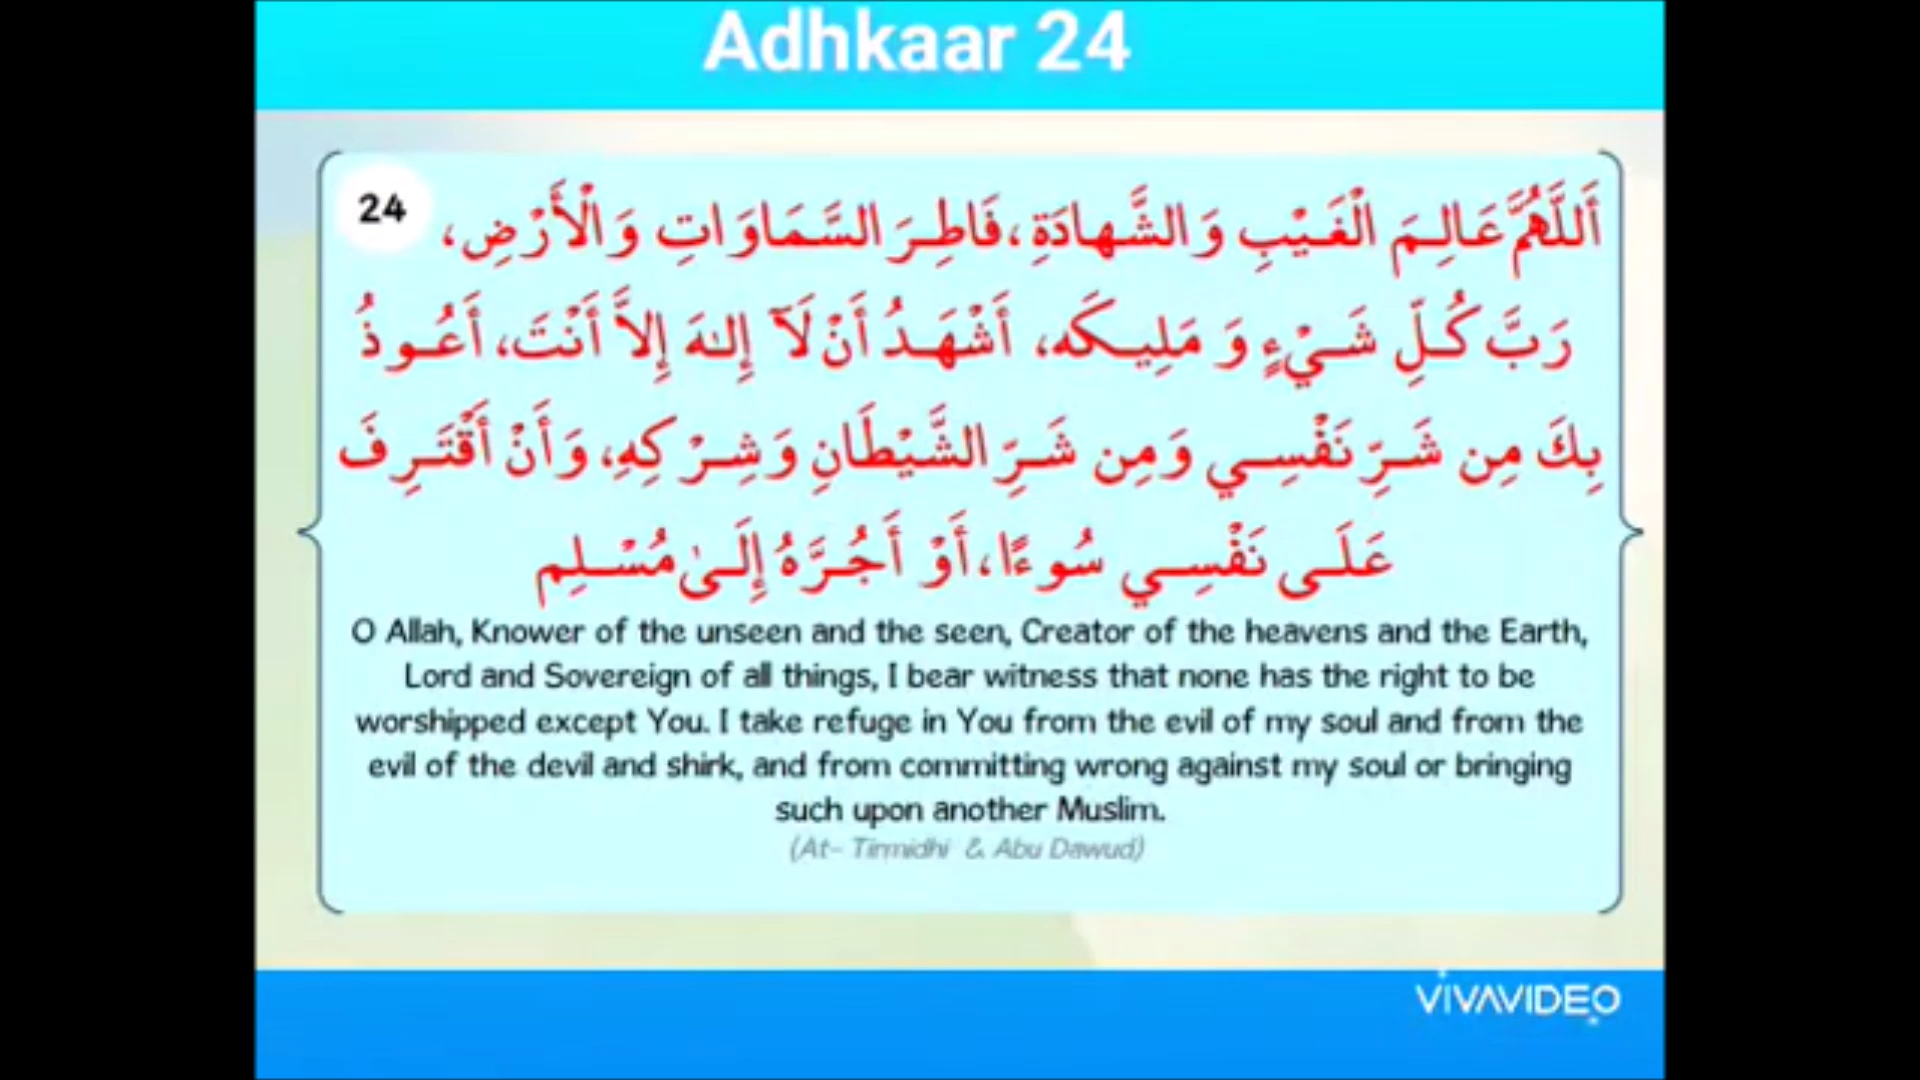 Adhkaar 24
24
أَللَّهُمَّ عَالِمَ الْغَيْبِ وَالشَّهادَةِ، فَاطِرَ السَّمَاوَاتِ وَالْأَرْضِ،
رَبَّ كُلِّ شَيْءٍ وَ مَلِيكَه، أَشْهَدُ أَنْ لَآ إِلـٰهَ إِلاَّ أَنْتَ، أَعُوذُ
بِكَ مِن شَرِّ نَفْسِي وَمِن شَرِّ الشَّيْطَانِ وَشِرْكِهِ، وَأَنْ أَقْتَرِفَ
عَلَى نَفْسِي سُوءًا، أَوْ أَجُرَّهُ إِلَىٰ مُسْلِم
O Allah, Knower of the unseen and the seen, Creator of the heavens and the Earth,
Lord and Sovereign of all things, I bear witness that none has the right to be
worshipped except You. I take refuge in You from the evil of my soul and from the
evil of the devil and shirk, and from committing wrong against my soul or bringing
such upon another Muslim.
(At- Tirmidhi & Abu Dawud)
VIVAVIDEO